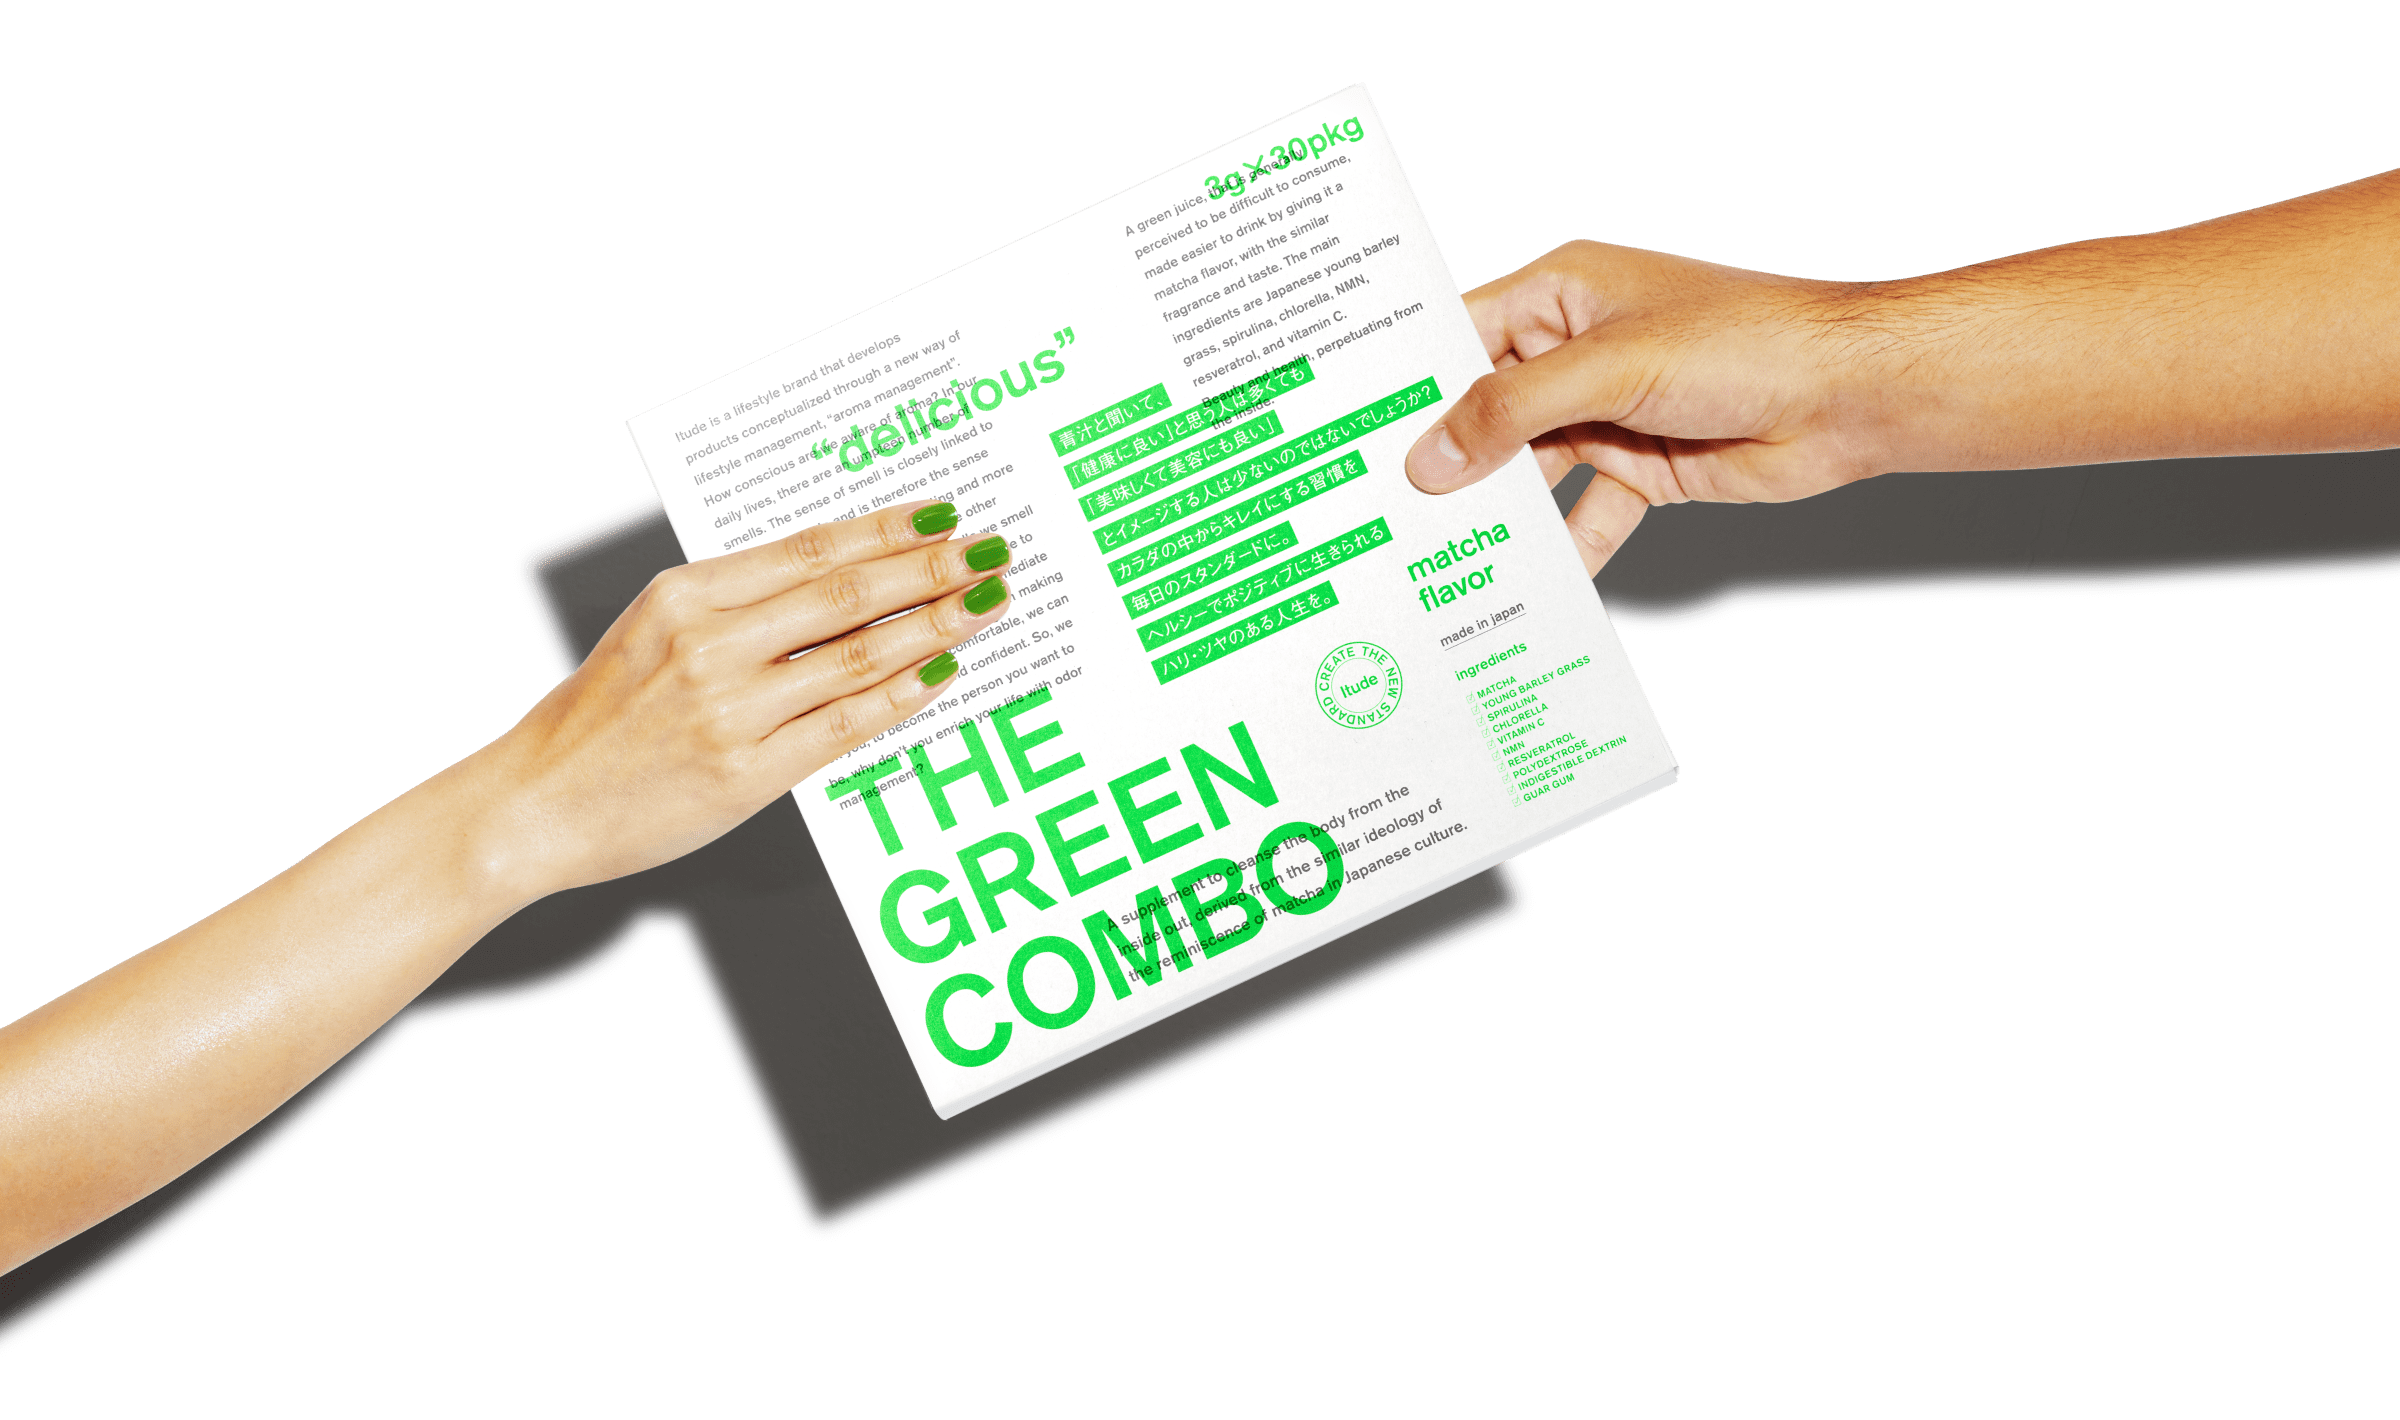 3g×30pkg
A green juice, that is generally
perceived to be difficult to consume,
made easier to drink by giving it a
matcha flavor, with the similar
fragrance and taste. The main
ingredients are Japanese young barley
grass, spirulina, chlorella, NMN,
resveratrol, and vitamin C.
Beauty and health, perpetuating from
the inside.
Itude is a lifestyle brand that develops
products conceptualized through a new way of
lifestyle management, “aroma management”.
How conscious are we aware of aroma? In our
daily lives, there are an umpteen number of
smells. The sense of smell is closely linked to
and is therefore the sense
and more
other
we smell
to
making
we can
confident. So, we
to become the person you want to
be, why don't you enrich your life with odor
management?
“delicious”
青汁と聞いて、
「健康に良い」と思う人は多くても
「美味しくて美容にも良い」
とイメージする人は少ないのではないでしょうか？
カラダの中からキレイにする習慣を
毎日のスタンダードに。
ヘルシーでポジティブに生きられる
ハリ・ツヤのある人生を。
matcha
flavor
made in japan
CREATE THE NEW STANDARD
Itude
ingredients
MATCHA
YOUNG BARLEY GRASS
SPIRULINA
CHLORELLA
VITAMIN C
NMN
RESVERATROL
POLYDEXTROSE
INDIGESTIBLE DEXTRIN
GUAR GUM
THE
GREEN
COMBO
A supplement to cleanse the body from the
inside out, derived from the similar ideology of
the reminiscence of matcha in Japanese culture.